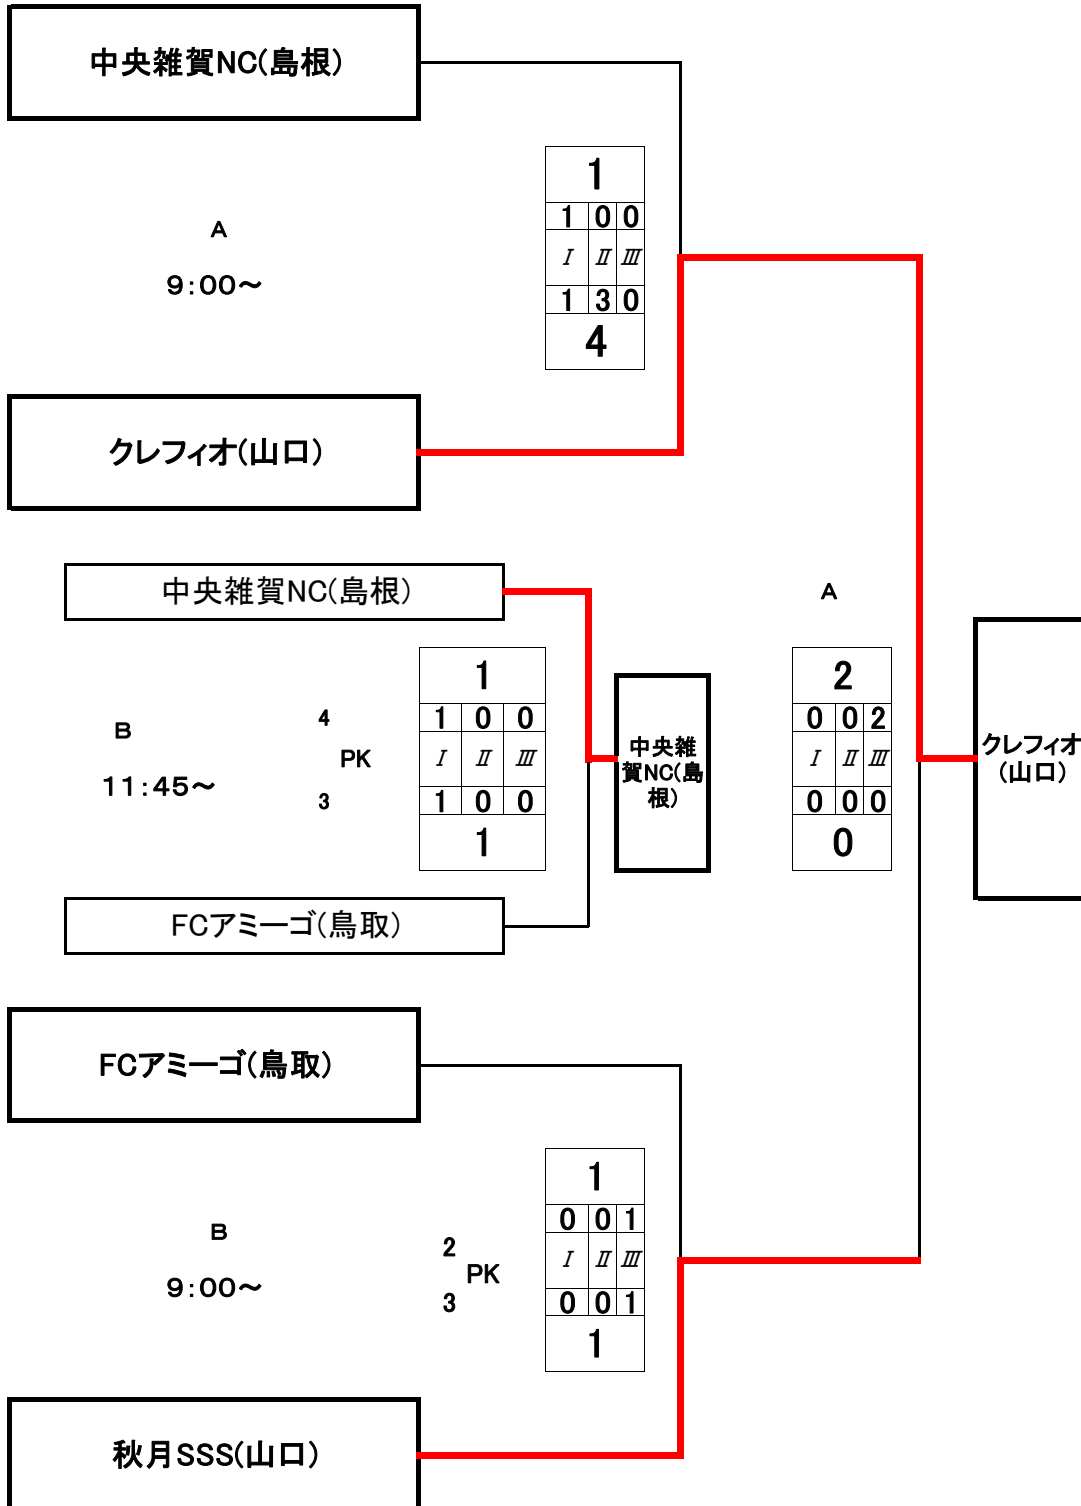 中央雑賀NC(島根)
1
1 0 0
A
I II III
9:00～
1 3 0
4
クレフィオ(山口)
中央雑賀NC(島根)
A
1
2
4
1 0 0
0 0 2
B
PK
I II III
中央雑
賀NC(島
根)
I II III
クレフィオ
(山口)
11:45～
3
1 0 0
0 0 0
1
0
FCアミーゴ(鳥取)
FCアミーゴ(鳥取)
1
0 0 1
B
2
PK
I II III
9:00～
3
0 0 1
1
秋月SSS(山口)